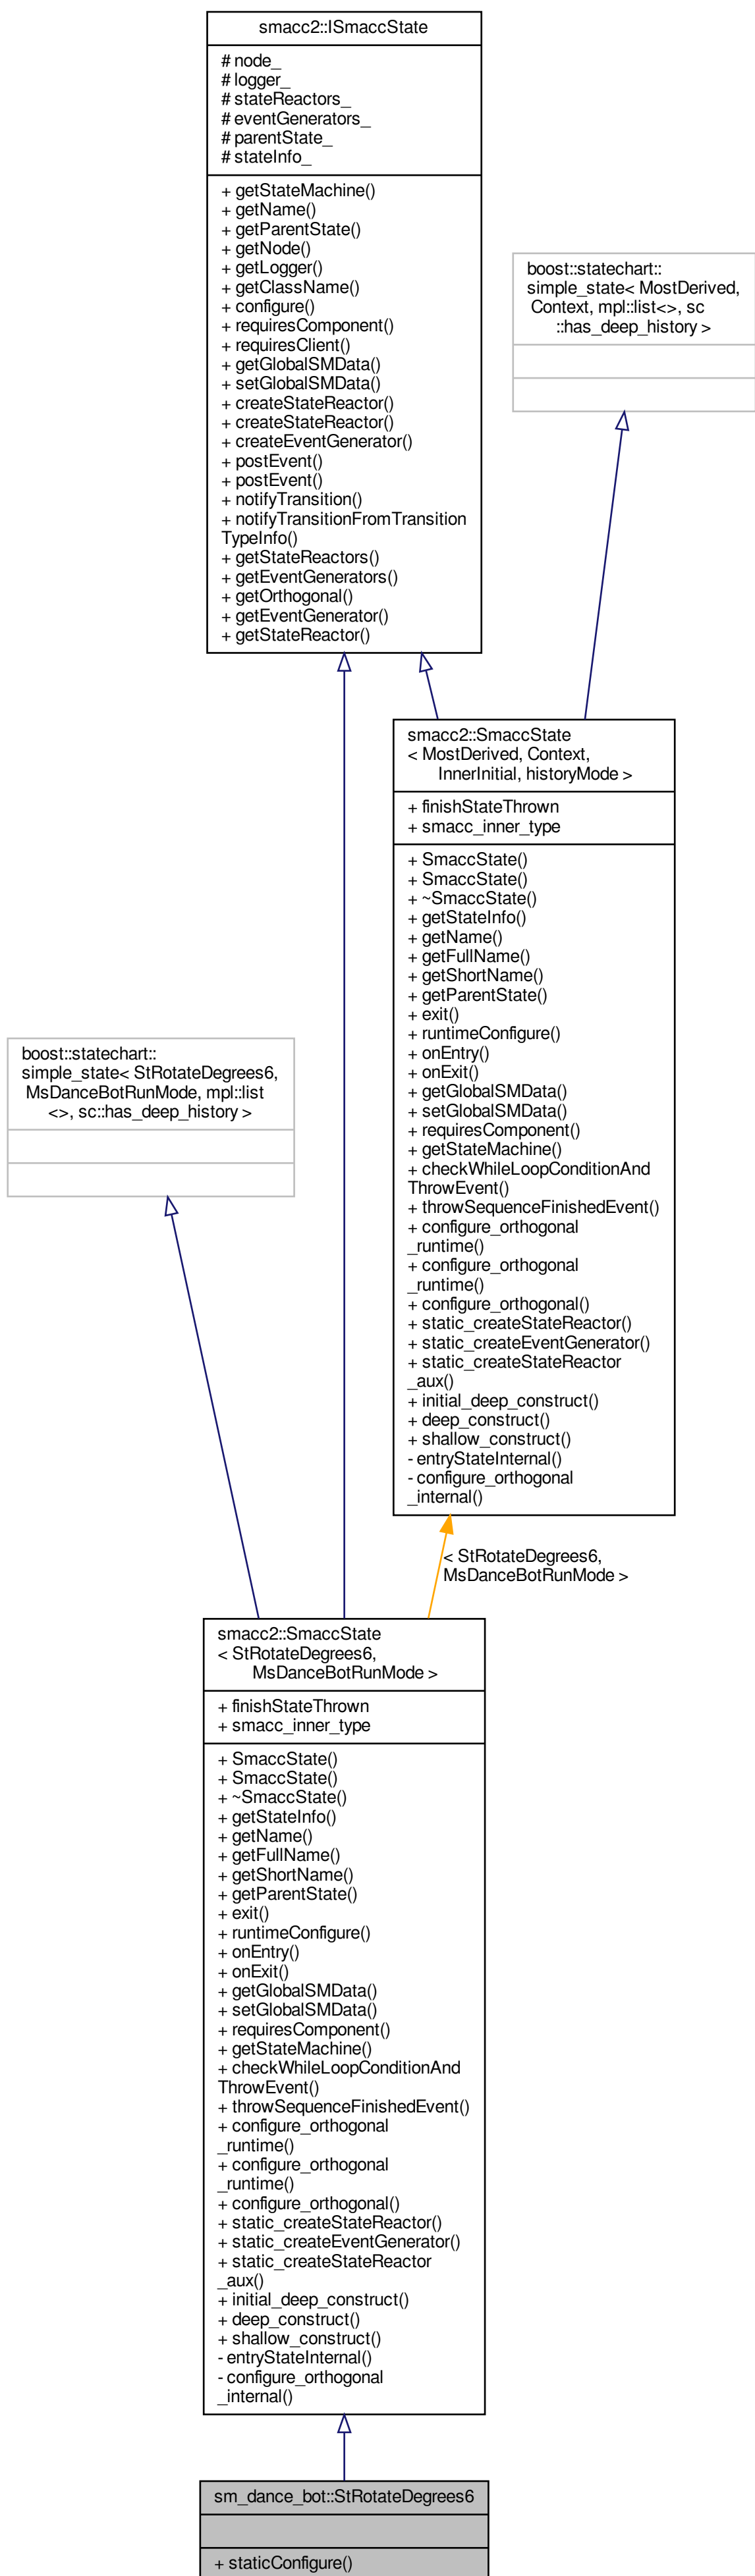 smacc2::ISmaccState
# node_
# logger_
# stateReactors_
# eventGenerators_
# parentState_
# stateInfo_
+ getStateMachine()
+ getName()
+ getParentState()
+ getNode()
+ getLogger()
+ getClassName()
+ configure()
+ requiresComponent()
+ requiresClient()
+ getGlobalSMData()
+ setGlobalSMData()
+ createStateReactor()
+ createStateReactor()
+ createEventGenerator()
+ postEvent()
+ postEvent()
+ notifyTransition()
+ notifyTransitionFromTransition
TypeInfo()
+ getStateReactors()
+ getEventGenerators()
+ getOrthogonal()
+ getEventGenerator()
+ getStateReactor()
boost::statechart::
simple_state< MostDerived,
Context, mpl::list<>, sc
::has_deep_history >
smacc2::SmaccState
< MostDerived, Context,
InnerInitial, historyMode >
+ finishStateThrown
+ smacc_inner_type
+ SmaccState()
+ SmaccState()
+ ~SmaccState()
+ getStateInfo()
+ getName()
+ getFullName()
+ getShortName()
+ getParentState()
+ exit()
+ runtimeConfigure()
+ onEntry()
+ onExit()
+ getGlobalSMData()
+ setGlobalSMData()
+ requiresComponent()
+ getStateMachine()
+ checkWhileLoopConditionAnd
ThrowEvent()
+ throwSequenceFinishedEvent()
+ configure_orthogonal
_runtime()
+ configure_orthogonal
_runtime()
+ configure_orthogonal()
+ static_createStateReactor()
+ static_createEventGenerator()
+ static_createStateReactor
_aux()
+ initial_deep_construct()
+ deep_construct()
+ shallow_construct()
- entryStateInternal()
- configure_orthogonal
_internal()
boost::statechart::
simple_state< StRotateDegrees6,
MsDanceBotRunMode, mpl::list
<>, sc::has_deep_history >
< StRotateDegrees6,
MsDanceBotRunMode >
smacc2::SmaccState
< StRotateDegrees6,
MsDanceBotRunMode >
+ finishStateThrown
+ smacc_inner_type
+ SmaccState()
+ SmaccState()
+ ~SmaccState()
+ getStateInfo()
+ getName()
+ getFullName()
+ getShortName()
+ getParentState()
+ exit()
+ runtimeConfigure()
+ onEntry()
+ onExit()
+ getGlobalSMData()
+ setGlobalSMData()
+ requiresComponent()
+ getStateMachine()
+ checkWhileLoopConditionAnd
ThrowEvent()
+ throwSequenceFinishedEvent()
+ configure_orthogonal
_runtime()
+ configure_orthogonal
_runtime()
+ configure_orthogonal()
+ static_createStateReactor()
+ static_createEventGenerator()
+ static_createStateReactor
_aux()
+ initial_deep_construct()
+ deep_construct()
+ shallow_construct()
- entryStateInternal()
- configure_orthogonal
_internal()
sm_dance_bot::StRotateDegrees6
+ staticConfigure()